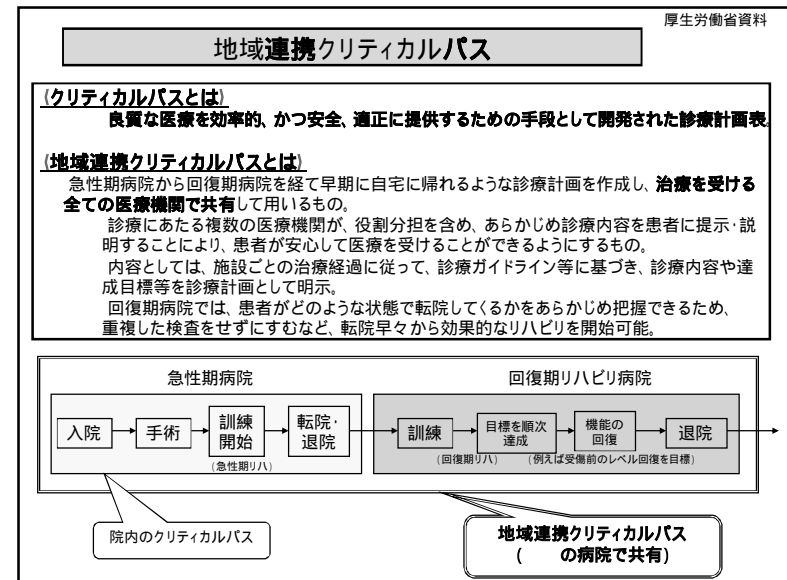 厚生労働省資料
地域連携クリティカルパス
(クリティカルパスとは)
良質な医療を効率的、かつ安全、適正に提供するための手段として開発された診療計画表。
(地域連携クリティカルパスとは)
急性期病院から回復期病院を経て早期に自宅に帰れるような診療計画を作成し、治療を受ける
全ての医療機関で共有して用いるもの。
診療にあたる複数の医療機関が、役割分担を含め、あらかじめ診療内容を患者に提示・説
明することにより、患者が安心して医療を受けることができるようにするもの。
内容としては、施設ごとの治療経過に従って、診療ガイドライン等に基づき、診療内容や達
成目標等を診療計画として明示。
回復期病院では、患者がどのような状態で転院してくるかをあらかじめ把握できるため、
重複した検査をせずにすむなど、転院早々から効果的なリハビリを開始可能。
急性期病院
入院
手術
訓練
開始
(急性期リハ)
転院・
退院
回復期リハビリ病院
訓練
(回復期リハ)
目標を順次
達成
機能の
回復
(例えば受傷前のレベル回復を目標)
退院
院内のクリティカルパス
地域連携クリティカルパス
( の病院で共有)